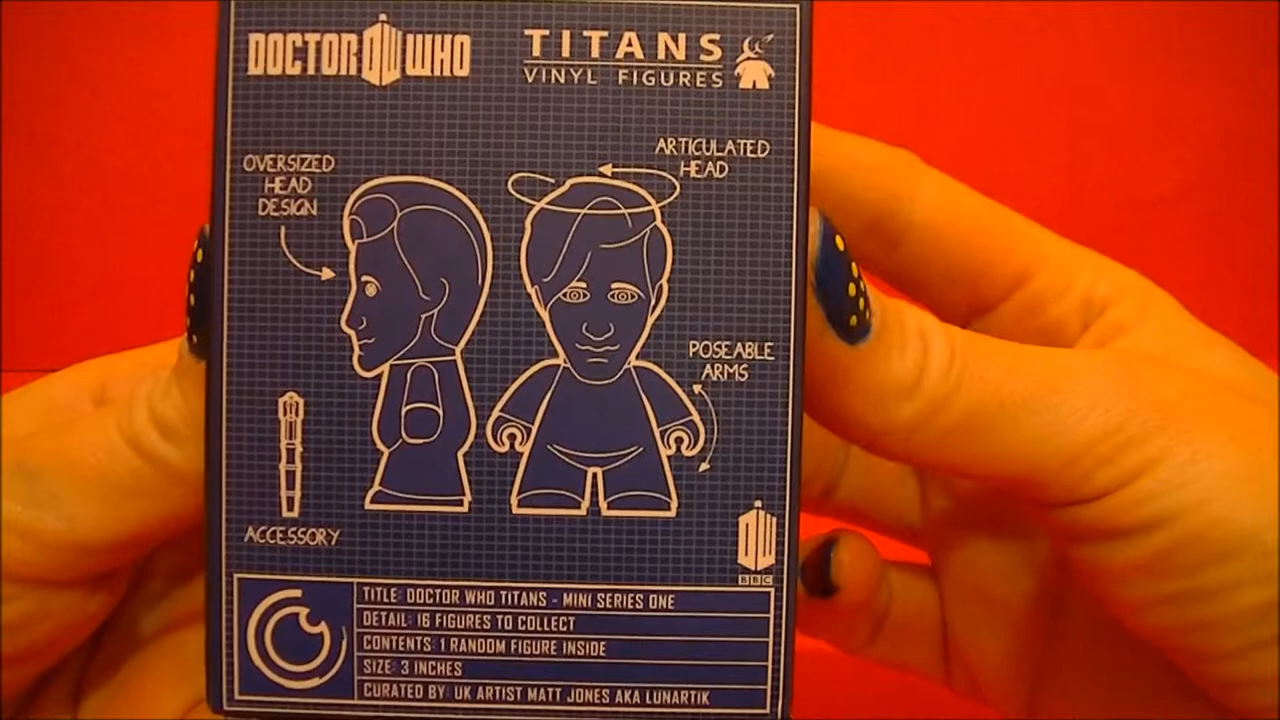 DOCTOR DW WHO
TITANS
VINYL FIGURES
ARTICULATED
HEAD
OVERSIZED
HEAD
DESIGN
POSEABLE
ARMS
ACCESSORY
DW
BBC
TITLE: DOCTOR WHO TITANS - MINI SERIES ONE
DETAIL: 16 FIGURES TO COLLECT
CONTENTS: 1 RANDOM FIGURE INSIDE
SIZE: 3 INCHES
CURATED BY: UK ARTIST MATT JONES AKA LUNARTIK